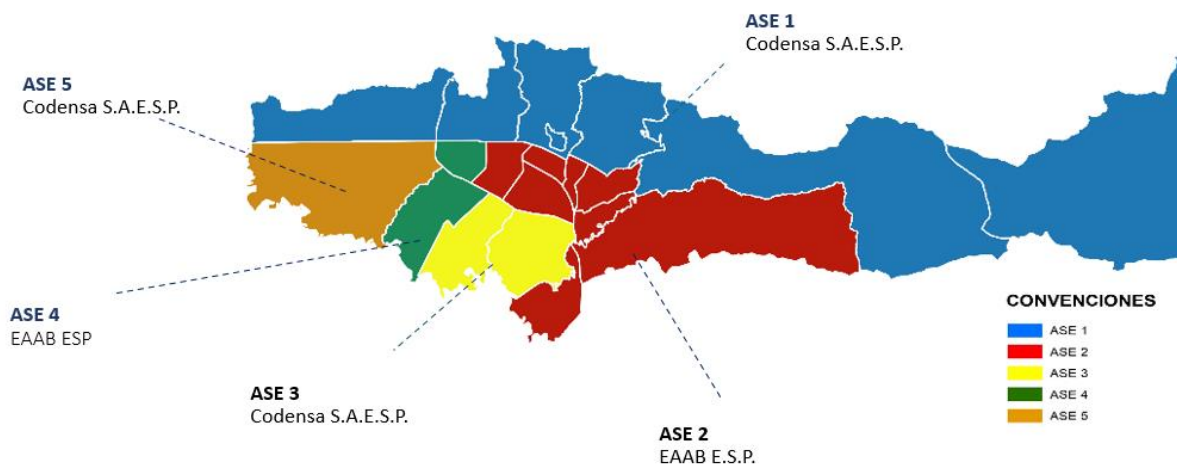 ASE 1
Codensa S.A.E.S.P.
ASE 5
Codensa S.A.E.S.P.
ASE 4
EAAB ESP
ASE 3
Codensa S.A.E.S.P.
ASE 2
EAAB E.S.P.
CONVENCIONES
ASE 1
ASE 2
ASE 3
ASE 4
ASE 5